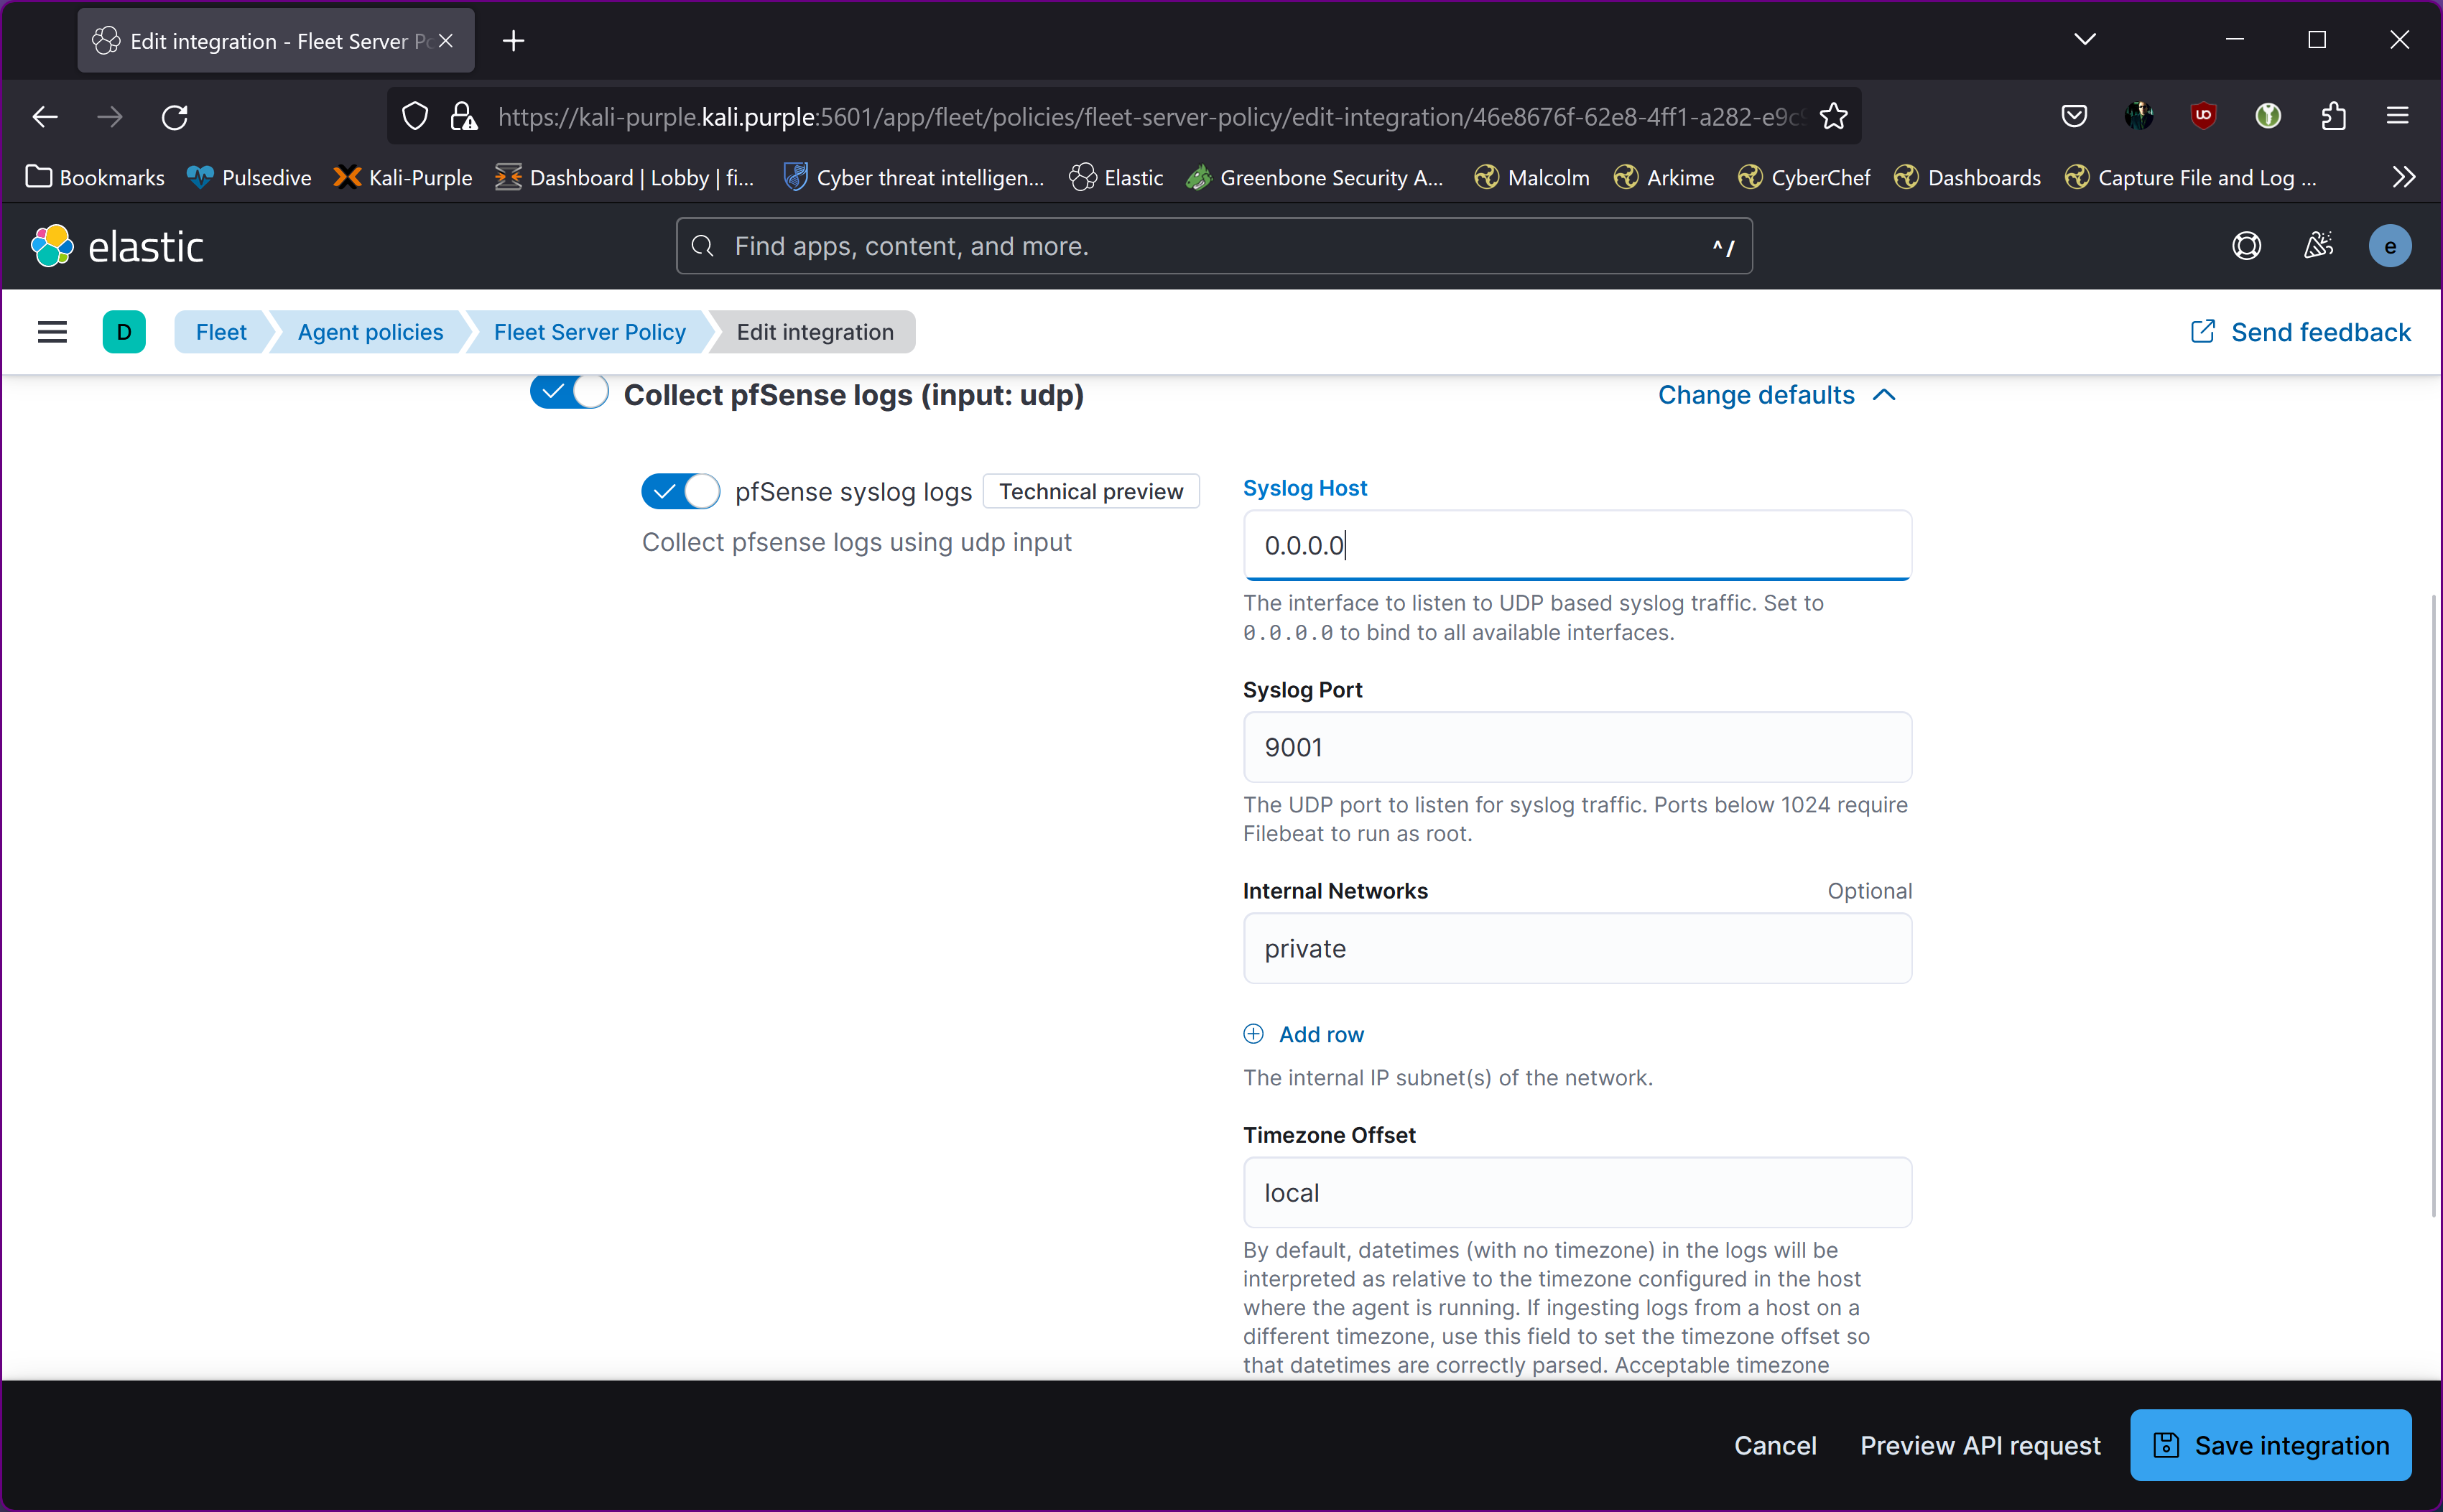 Edit integration - Fleet Server Po
https://kali-purple.kali.purple:5601/app/fleet/policies/fleet-server-policy/edit-integration/46e8676f-62e8-4ff1-a282-e9c9
Bookmarks Pulsedive Kali-Purple Dashboard | Lobby | fi... Cyber threat intelligen... Elastic Greenbone Security A... Malcolm Arkime CyberChef Dashboards Capture File and Log ...
elastic Find apps, content, and more. ^/ e
D Fleet Agent policies Fleet Server Policy Edit integration Send feedback
Collect pfSense logs (input: udp) Change defaults
pfSense syslog logs Technical preview
Collect pfsense logs using udp input
Syslog Host
0.0.0.0
The interface to listen to UDP based syslog traffic. Set to
0.0.0.0 to bind to all available interfaces.
Syslog Port
9001
The UDP port to listen for syslog traffic. Ports below 1024 require
Filebeat to run as root.
Internal Networks Optional
private
Add row
The internal IP subnet(s) of the network.
Timezone Offset
local
By default, datetimes (with no timezone) in the logs will be
interpreted as relative to the timezone configured in the host
where the agent is running. If ingesting logs from a host on a
different timezone, use this field to set the timezone offset so
that datetimes are correctly parsed. Acceptable timezone
Cancel Preview API request Save integration